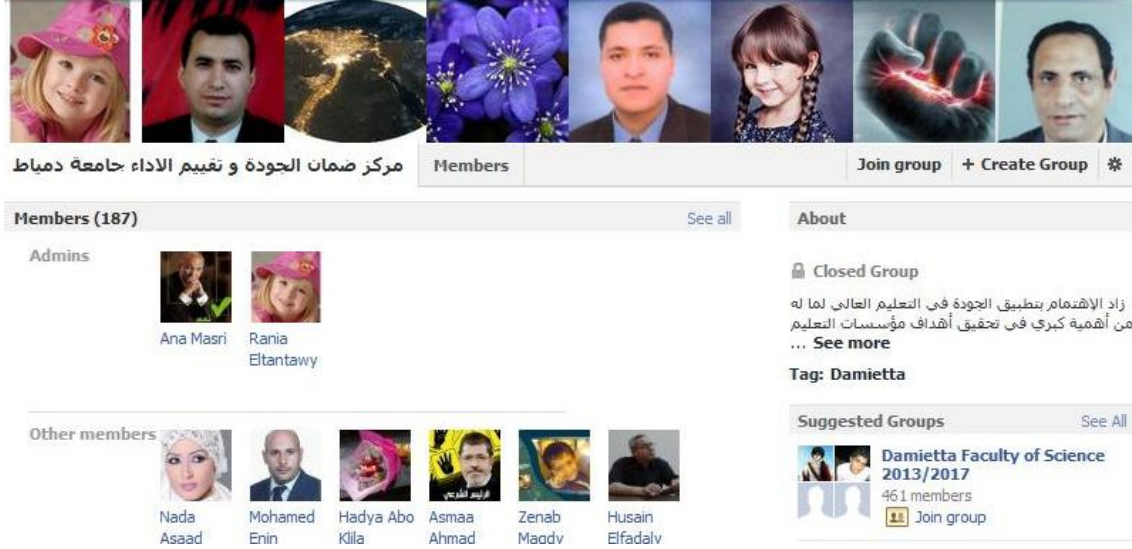 مركز ضمان الجودة و تقييم الاداء جامعة دمياط
Members
Join group
+ Create Group
Members (187)
See all
Admins
Ana Masri
Rania
Eltantawy
Other members
الرئيس الشرعي
Nada
Asaad
Mohamed
Enin
Hadya Abo
Klila
Asmaa
Ahmad
Zenab
Magdy
Husain
Elfadaly
About
Closed Group
زاد الإهتمام بتطبيق الجودة في التعليم العالي لما له
من أهمية كبري في تحقيق أهداف مؤسسات التعليم
... See more
Tag: Damietta
Suggested Groups
See All
Damietta Faculty of Science
2013/2017
461 members
Join group